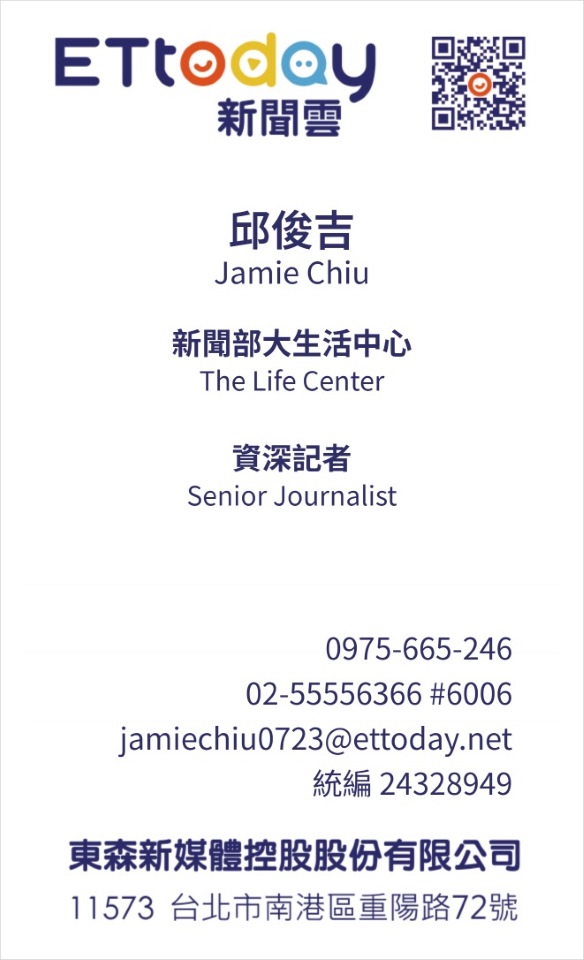 ETtoday
新聞雲
邱俊吉
Jamie Chiu
新聞部大生活中心
The Life Center
資深記者
Senior Journalist
0975-665-246
02-55556366 #6006
jamiechiu0723@ettoday.net
統編 24328949
東森新媒體控股股份有限公司
11573 台北市南港區重陽路72號